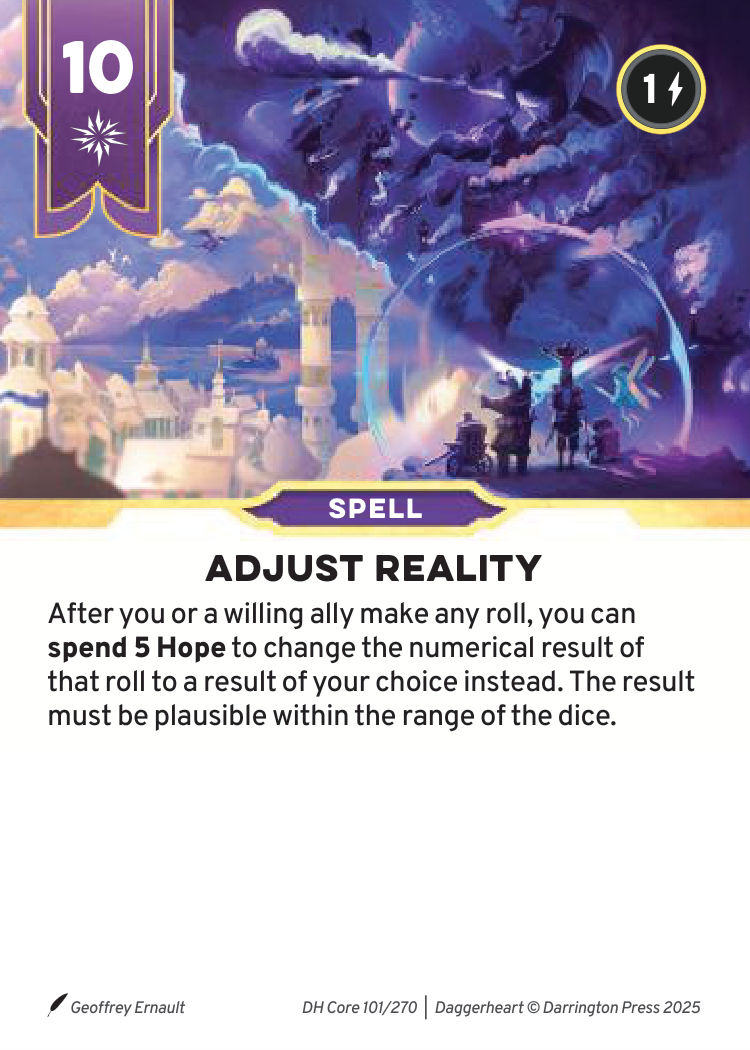 10
1
SPELL
ADJUST REALITY
After you or a willing ally make any roll, you can
spend 5 Hope to change the numerical result of
that roll to a result of your choice instead. The result
must be plausible within the range of the dice.
Geoffrey Ernault
DH Core 101/270 | Daggerheart © Darrington Press 2025